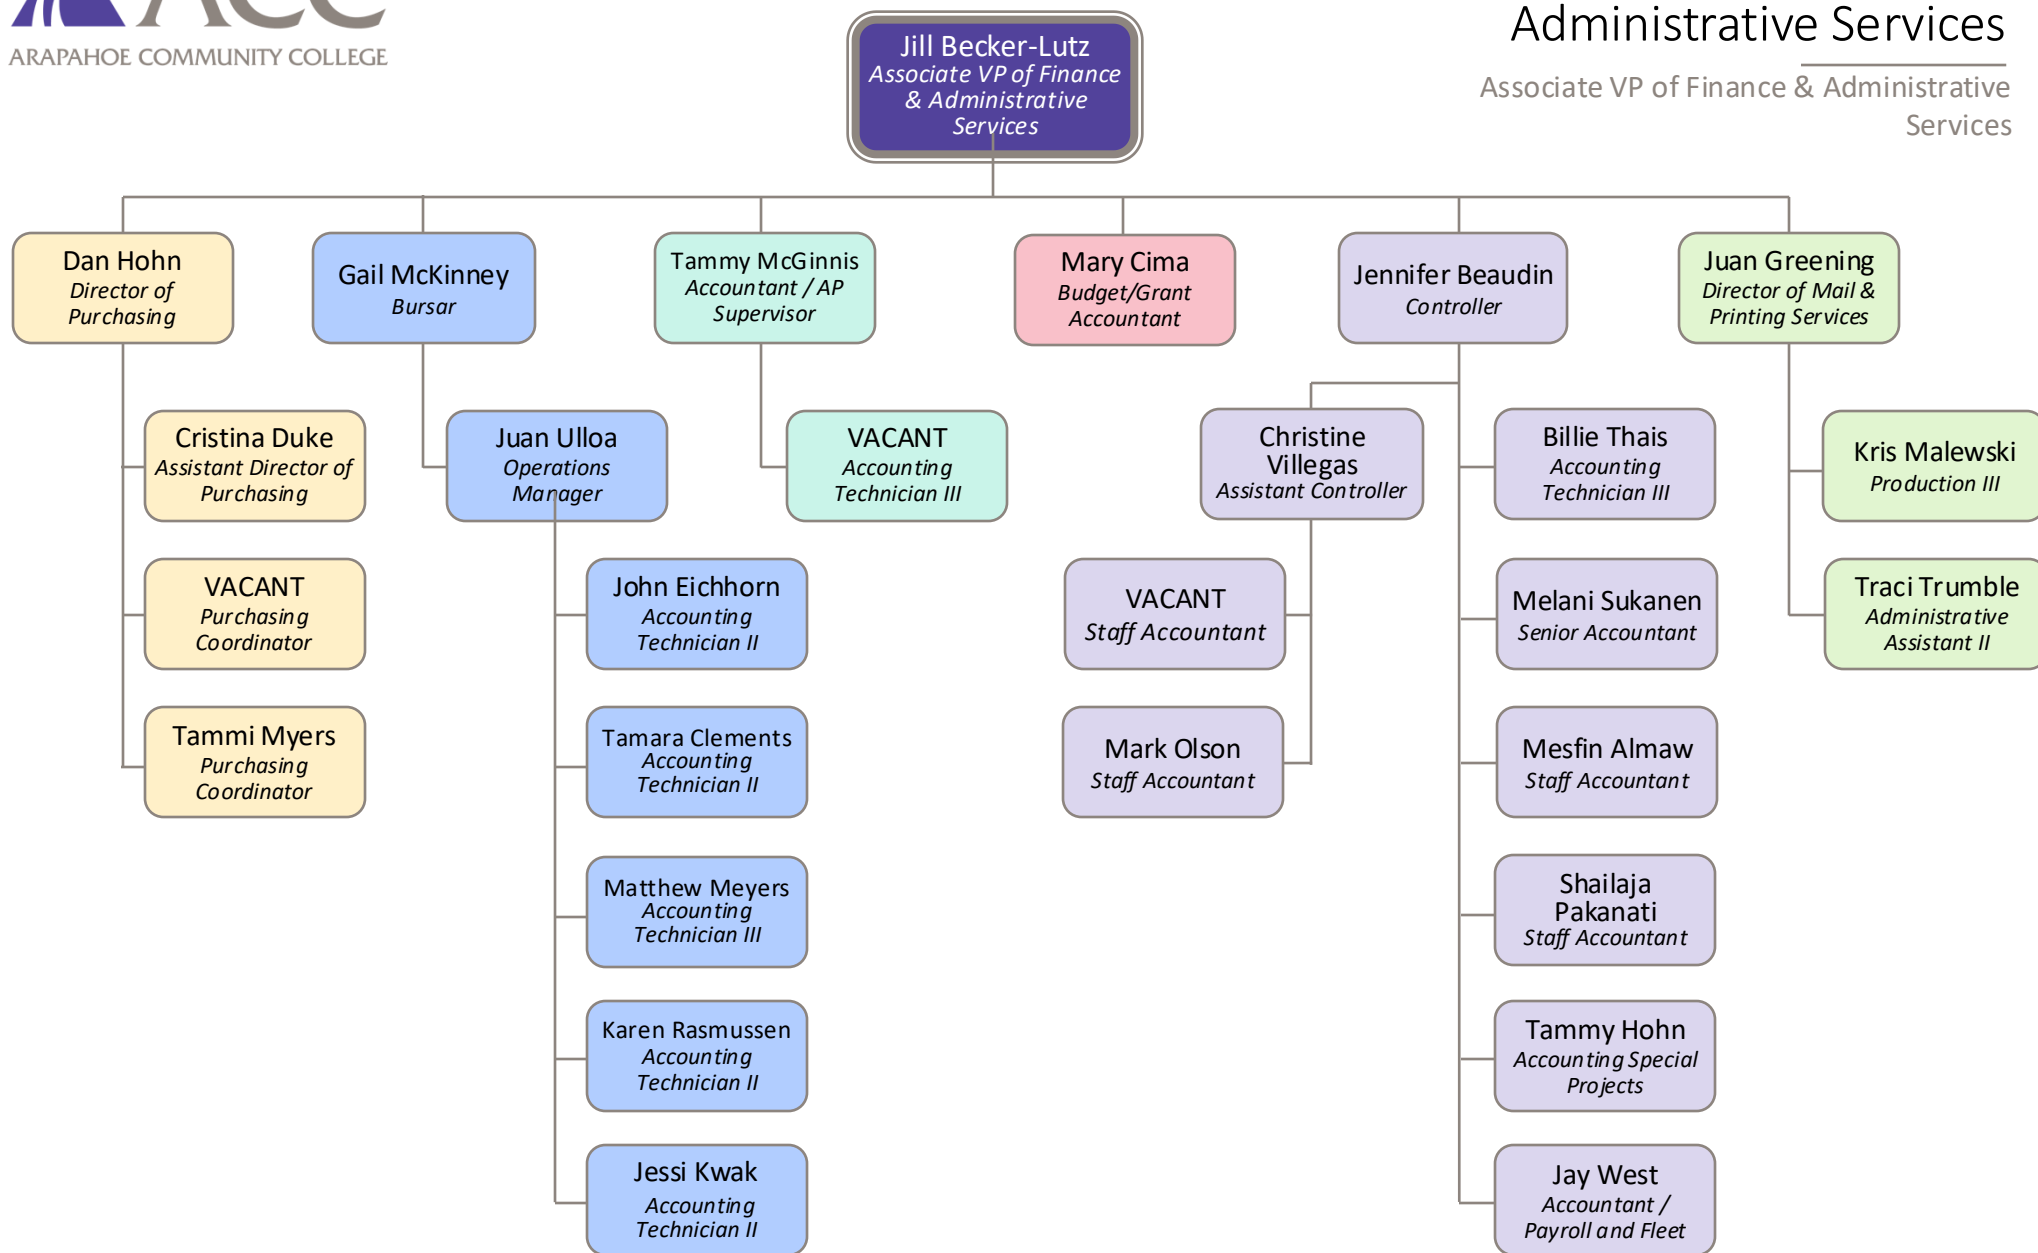 ACC
ARAPAHOE COMMUNITY COLLEGE
Administrative Services
Associate VP of Finance & Administrative
Services
Jill Becker-Lutz
Associate VP of Finance
& Administrative
Services
Dan Hohn
Director of
Purchasing
Cristina Duke
Assistant Director of
Purchasing
VACANT
Purchasing
Coordinator
Tammi Myers
Purchasing
Coordinator
Gail McKinney
Bursar
Juan Ulloa
Operations
Manager
John Eichhorn
Accounting
Technician II
Tamara Clements
Accounting
Technician II
Matthew Meyers
Accounting
Technician III
Karen Rasmussen
Accounting
Technician II
Jessi Kwak
Accounting
Technician II
Tammy McGinnis
Accountant / AP
Supervisor
VACANT
Accounting
Technician III
Mary Cima
Budget/Grant
Accountant
Jennifer Beaudin
Controller
Christine
Villegas
Assistant Controller
VACANT
Staff Accountant
Mark Olson
Staff Accountant
Billie Thais
Accounting
Technician III
Melani Sukanen
Senior Accountant
Mesfin Almaw
Staff Accountant
Shailaja
Pakanati
Staff Accountant
Tammy Hohn
Accounting Special
Projects
Jay West
Accountant /
Payroll and Fleet
Juan Greening
Director of Mail &
Printing Services
Kris Malewski
Production III
Traci Trumble
Administrative
Assistant II